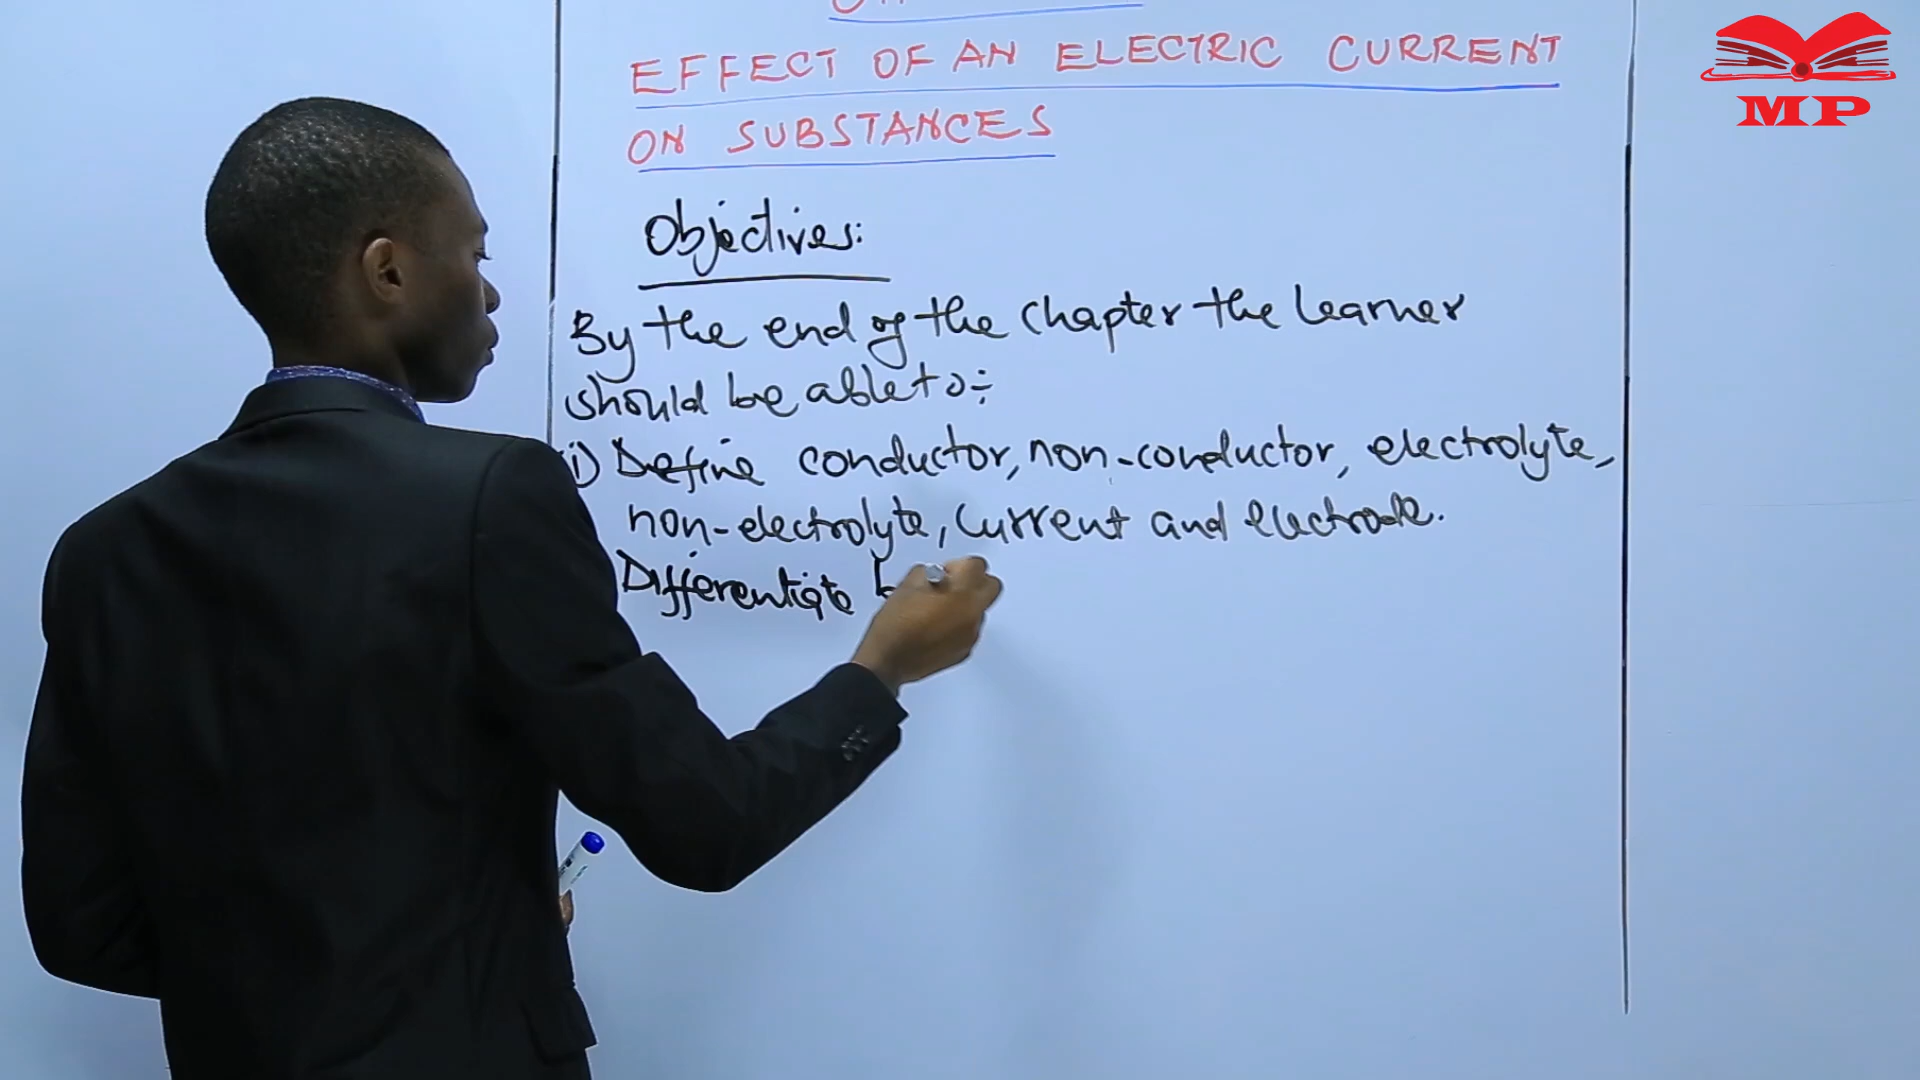 EFFECT OF AN ELECTRIC CURRENT
ON SUBSTANCES
Objectives:
By the end of the chapter the learner
should be able to:
i) Define conductor, non-conductor, electrolyte,
non-electrolyte, current and electrode.
Differentiate b
MP